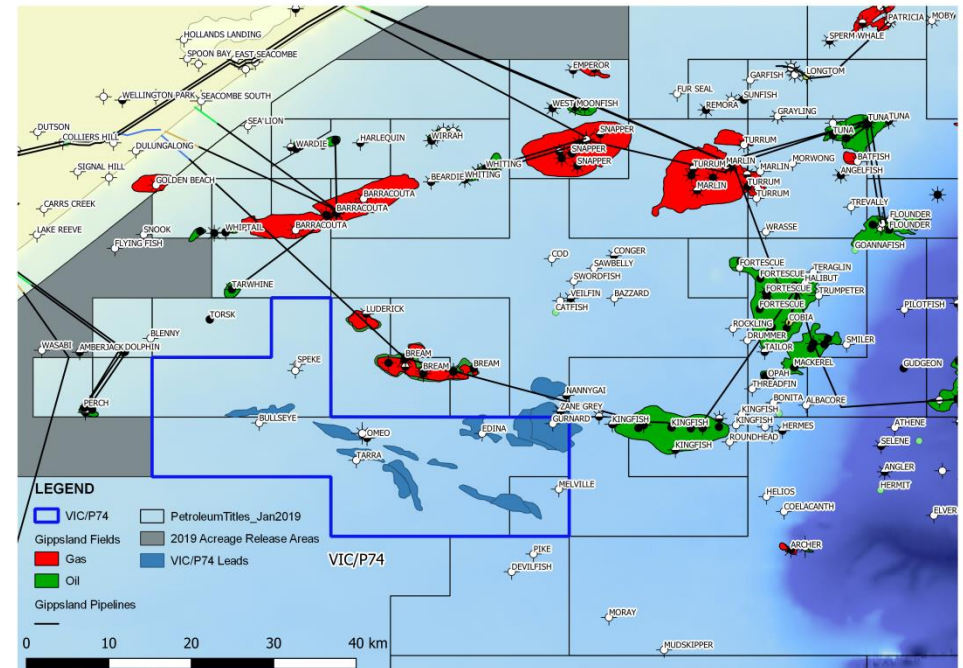 HOLLANDS LANDING
PATRICIA
MOBY
SPERM WHALE
SPOON BAY
EAST SEACOMBE
EMPEROR
LONGTOM
GARFISH
FUR SEAL
SUNFISH
WELLINGTON PARK
SEACOMBE SOUTH
WEST MOONFISH
REMORA
GRAYLING
DUTSON
SEA'LION
SNAPPER
TUNA
TUNA
TUNA
COLLIERS HILL
WARDIE
HARLEQUIN
WIRRAH
TURRUM
DULUNGALONG
SNAPPER
SNAPPER
TURRUM
MARLIN
MORWONG
BATFISH
SIGNAL HILL
WHITING
WHITING
MARLIN
ANGELFISH
GOLDEN BEACH
BEARDIE
MARLIN
TURRUM
TURRUM
BARRACOUTA
CARRS CREEK
BARRACOUTA
TREVALLY
FLOUNDER
FLOUNDER
LAKE REEVE
SNOOK
WHIPTAIL
BARRACOUTA
WRASSE
FLYING FISH
GOANNAFISH
COD
CONGER
SAWBELLY
FORTESCUE
TERAGLIN
SWORDFISH
FORTESCUE
HALIBUT
TARWHINE
VEILFIN
BAZZARD
FORTESCUE
TRUMPETER
CATFISH
FORTESCUE
PILOTFISH
TORSK
LUDERICK
COBIA
ROCKLING
BLENNY
DRUMMER
SMILER
WASABI
AMBERJACK
DOLPHIN
TAILOR
SPEKE
BREAM
BREAM
BREAM
MACKEREL
GUDGEON
OPAH
THREADFIN
NANNYGAI
PERCH
BONITA
ALBACORE
BULLSEYE
ZANE GREY
KINGFISH
GURNARD
KINGFISH
KINGFISH
KINGFISH
HERMES
ATHENE
OMEO
EDINA
KINGFISH
ROUNDHEAD
SELENE
TARRA
ANGLER
HERMIT
MELVILLE
HELIOS
COELACANTH
ELVER
LEGEND
VIC/P74
PetroleumTitles_Jan2019
Gippsland Fields
2019 Acreage Release Areas
Gas
VIC/P74 Leads
Oil
Gippsland Pipelines
VIC/P74
PIKE
DEVILFISH
ARCHER
MORAY
MUDSKIPPER
0 10 20 30 40 km